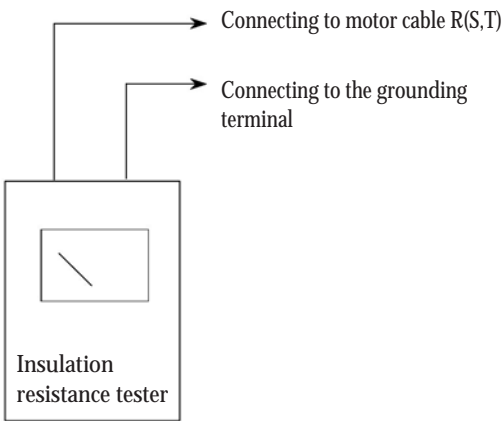 Connecting to motor cable R(S,T)
Connecting to the grounding
terminal
Insulation
resistance tester